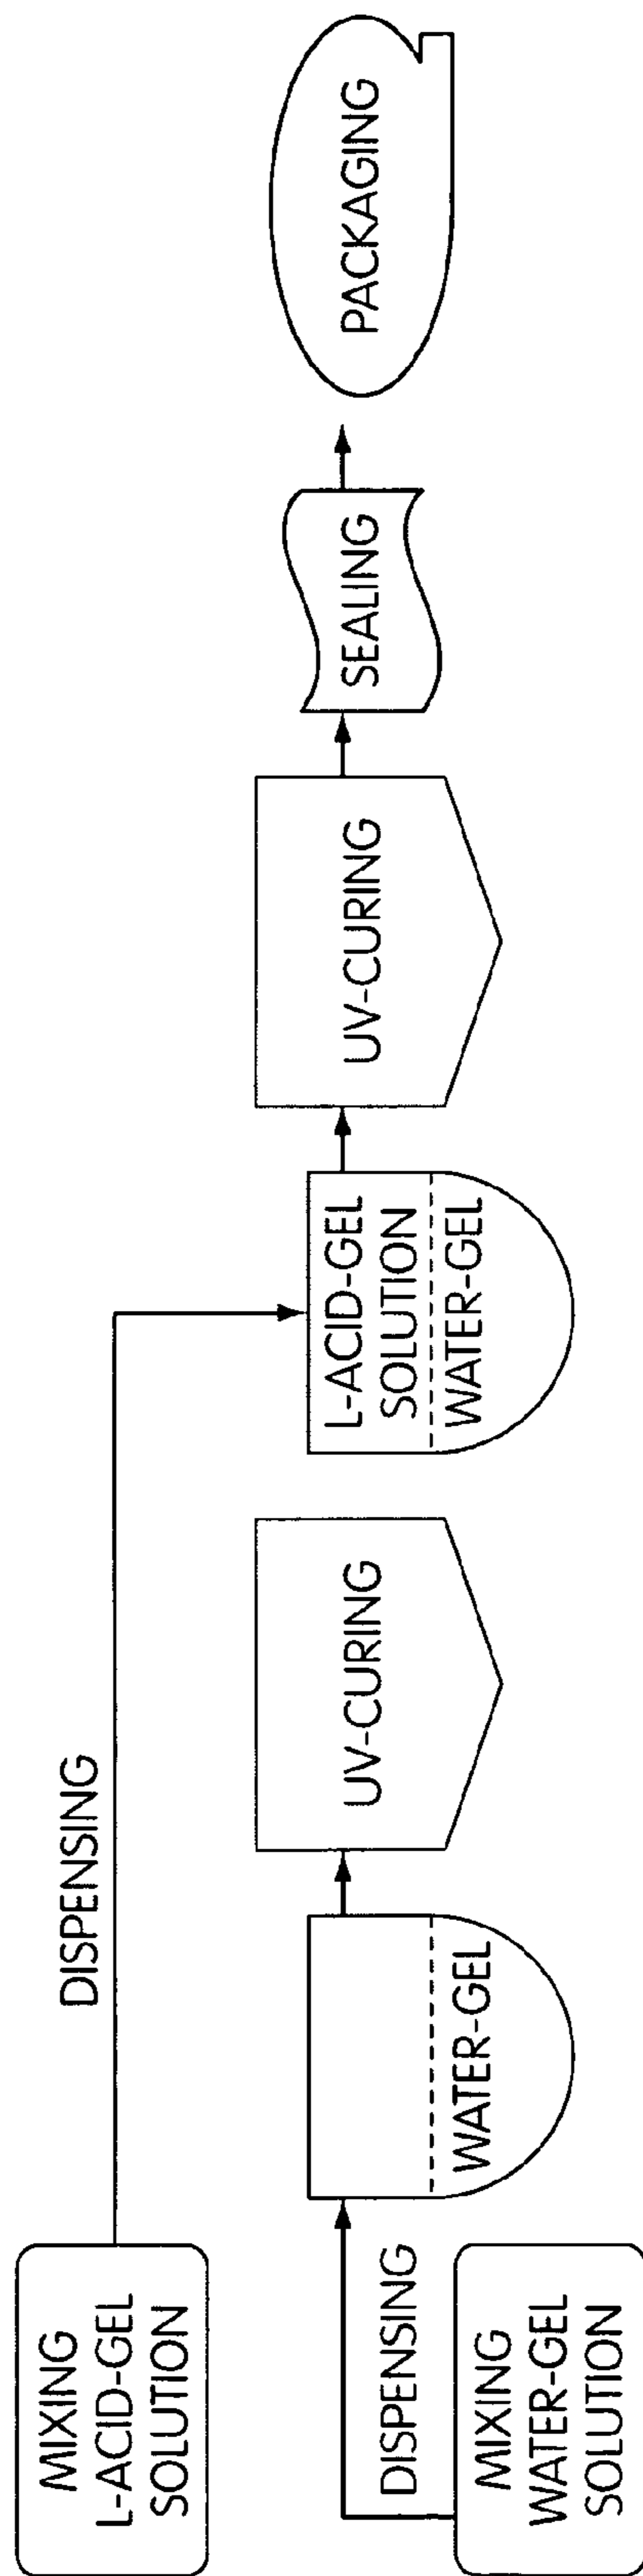 MIXING
L-ACID-GEL
SOLUTION
DISPENSING
MIXING
WATER-GEL
SOLUTION
DISPENSING
WATER-GEL
UV-CURING
L-ACID-GEL
SOLUTION
WATER-GEL
UV-CURING
SEALING
PACKAGING